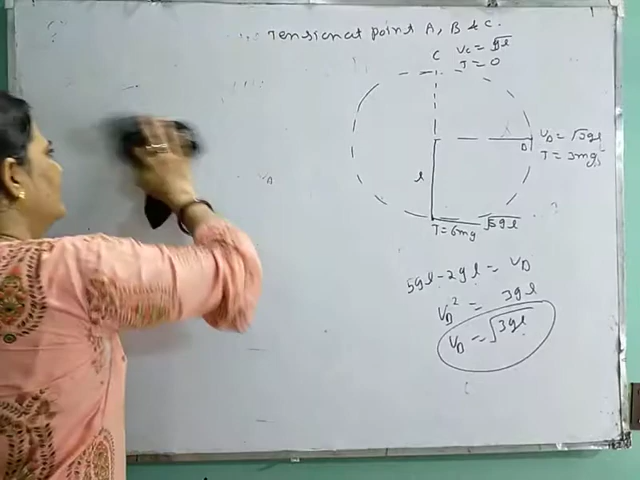 Tension at point A, B & C.
C
Vc = √gl
T = 0
VD = √3gl
T = 3mg
D
l
T = 6mg √5gl
?
5gl - 2gl = VD
VD² = 3gl
VD = √3gl